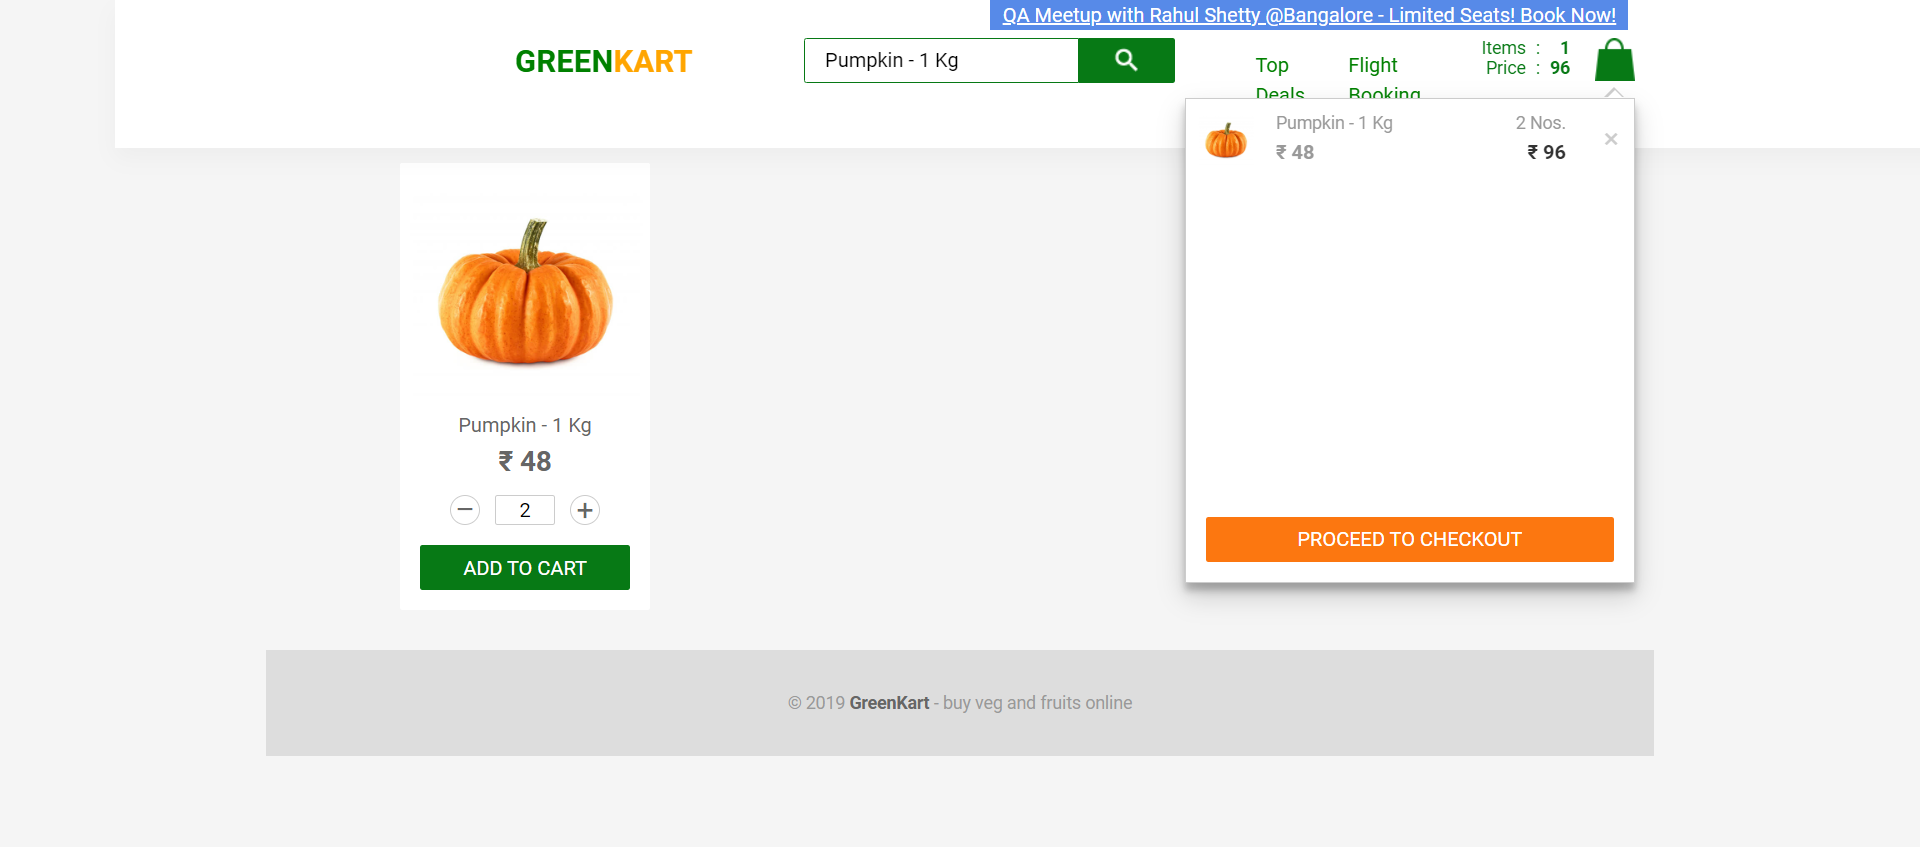 QA Meetup with Rahul Shetty @Bangalore - Limited Seats! Book Now!
GREENKART
Pumpkin - 1 Kg
Top Deals
Flight Booking
Items : 1
Price : 96
Pumpkin - 1 Kg 2 Nos.
₹ 48 ₹ 96
×
PROCEED TO CHECKOUT
Pumpkin - 1 Kg
₹ 48
− 2 +
ADD TO CART
© 2019 GreenKart - buy veg and fruits online